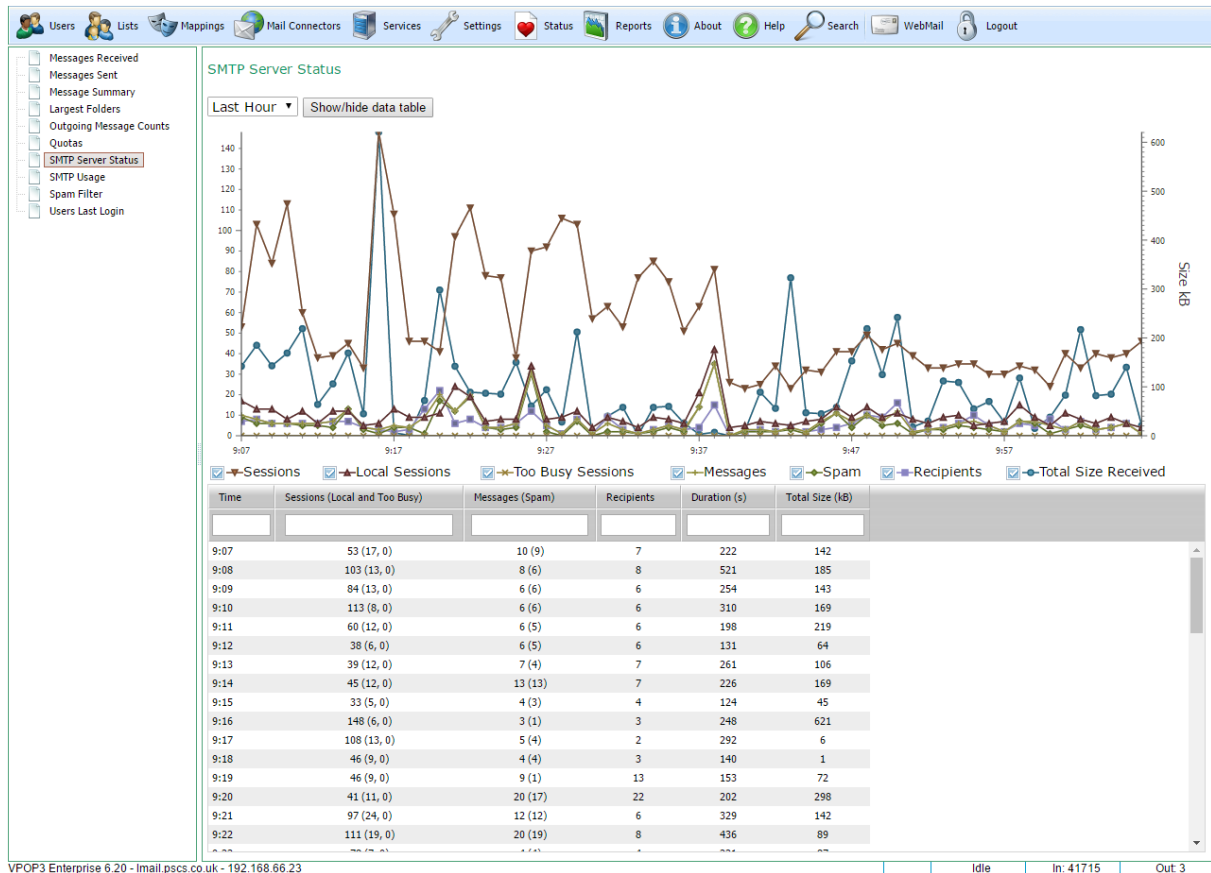 Users Lists Mappings Mail Connectors Services Settings Status Reports About Help Search WebMail Logout
Messages Received
Messages Sent
Message Summary
Largest Folders
Outgoing Message Counts
Quotas
SMTP Server Status
SMTP Usage
Spam Filter
Users Last Login
SMTP Server Status
Last Hour Show/hide data table
140
130
120
110
100
90
80
70
60
50
40
30
20
10
0
600
500
400
300
200
100
0
Size kB
9:07 9:17 9:27 9:37 9:47 9:57
Sessions Local Sessions Too Busy Sessions Messages Spam Recipients Total Size Received
Time Sessions (Local and Too Busy) Messages (Spam) Recipients Duration (s) Total Size (kB)
9:07 53 (17, 0) 10 (9) 7 222 142
9:08 103 (13, 0) 8 (6) 8 521 185
9:09 84 (13, 0) 6 (6) 6 254 143
9:10 113 (8, 0) 6 (6) 6 310 169
9:11 60 (12, 0) 6 (5) 6 198 219
9:12 38 (6, 0) 6 (5) 6 131 64
9:13 39 (12, 0) 7 (4) 7 261 106
9:14 45 (12, 0) 13 (13) 7 226 169
9:15 33 (5, 0) 4 (3) 4 124 45
9:16 148 (6, 0) 3 (1) 3 248 621
9:17 108 (13, 0) 5 (4) 2 292 6
9:18 46 (9, 0) 4 (4) 3 140 1
9:19 46 (9, 0) 9 (1) 13 153 72
9:20 41 (11, 0) 20 (17) 22 202 298
9:21 97 (24, 0) 12 (12) 6 329 142
9:22 111 (19, 0) 20 (19) 8 436 89
VPOP3 Enterprise 6.20 - lmail.pscs.co.uk - 192.168.66.23 Idle In: 41715 Out: 3